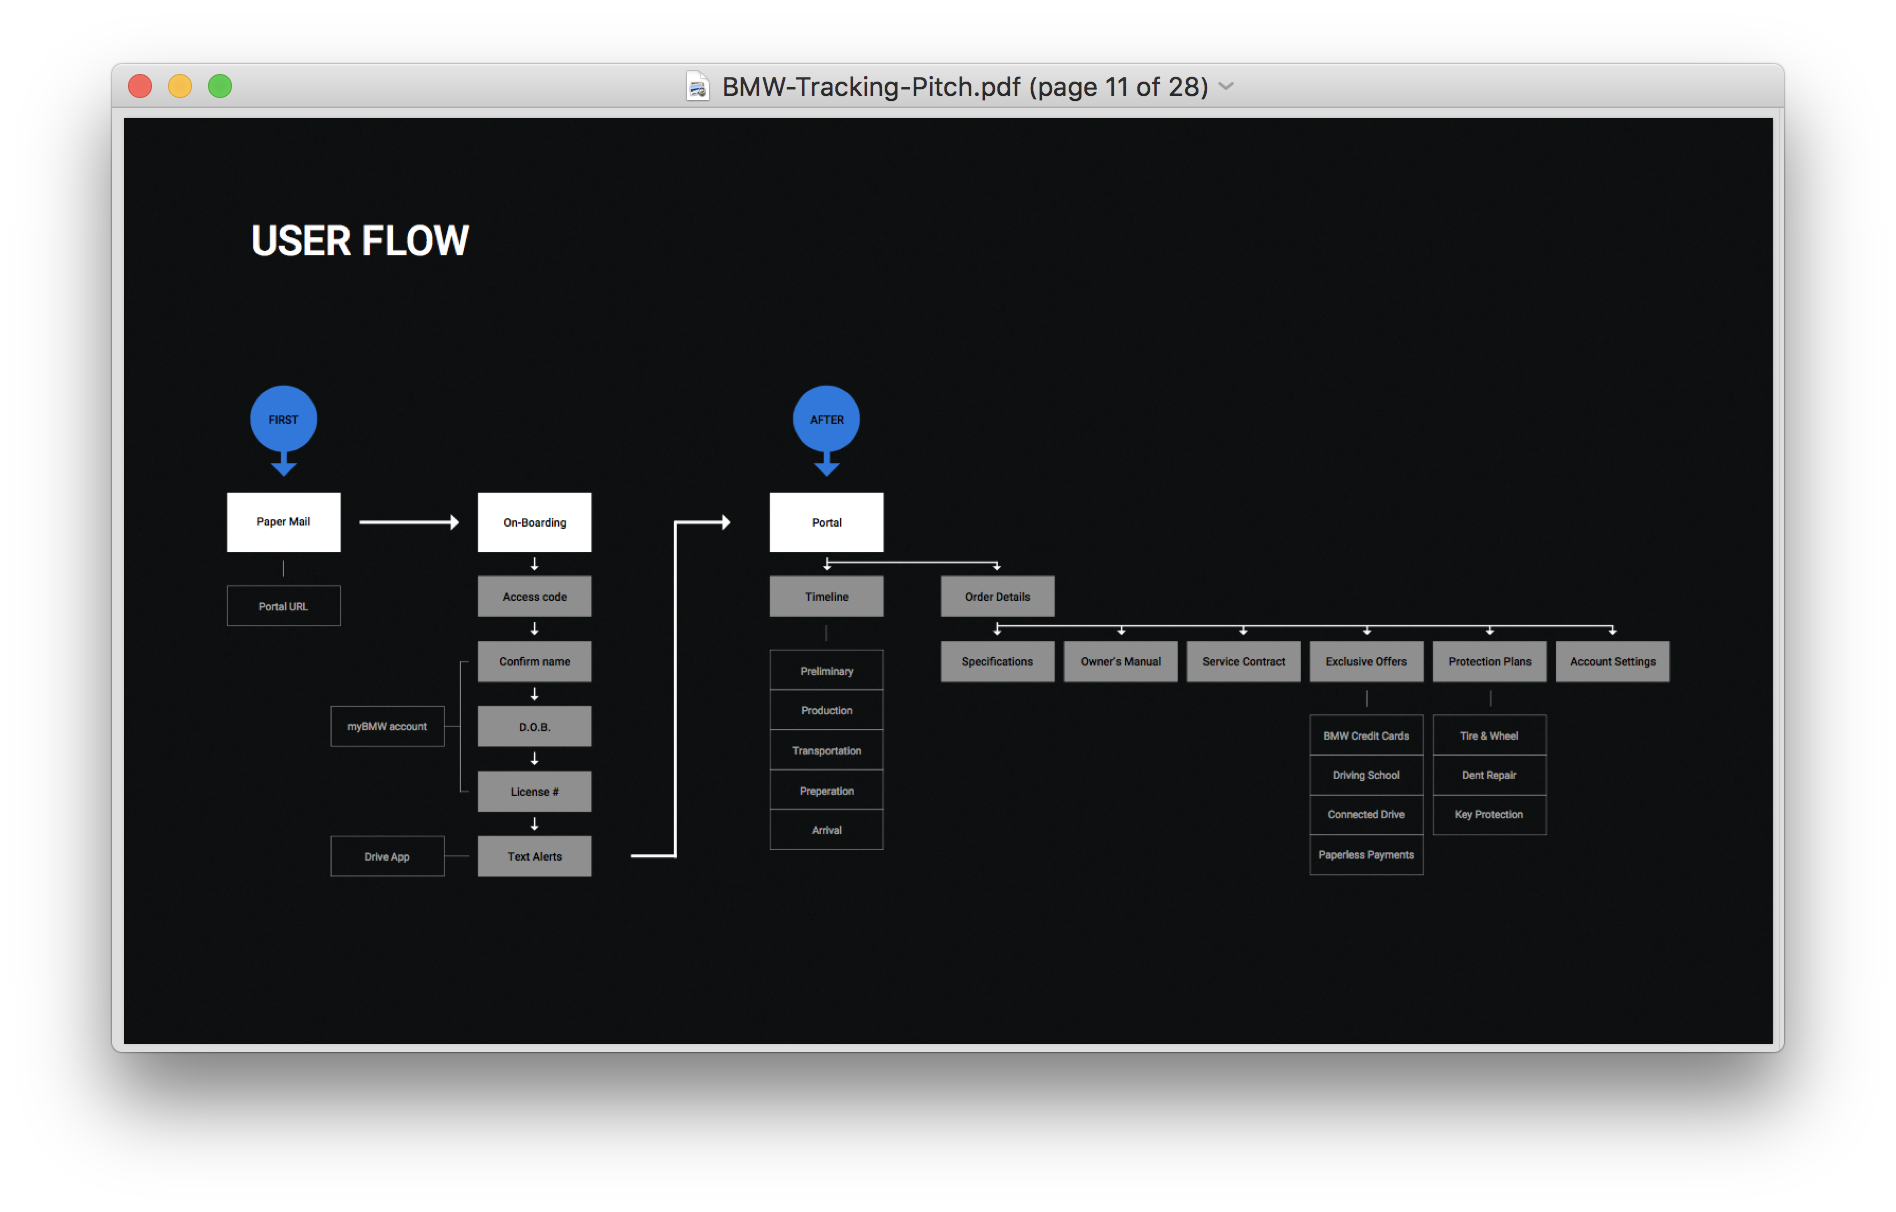 BMW-Tracking-Pitch.pdf (page 11 of 28)
USER FLOW
FIRST
Paper Mail
Portal URL
On-Boarding
Access code
Confirm name
D.O.B.
License #
Text Alerts
myBMW account
Drive App
AFTER
Portal
Timeline
Preliminary
Production
Transportation
Preperation
Arrival
Order Details
Specifications
Owner's Manual
Service Contract
Exclusive Offers
Protection Plans
Account Settings
BMW Credit Cards
Driving School
Connected Drive
Paperless Payments
Tire & Wheel
Dent Repair
Key Protection